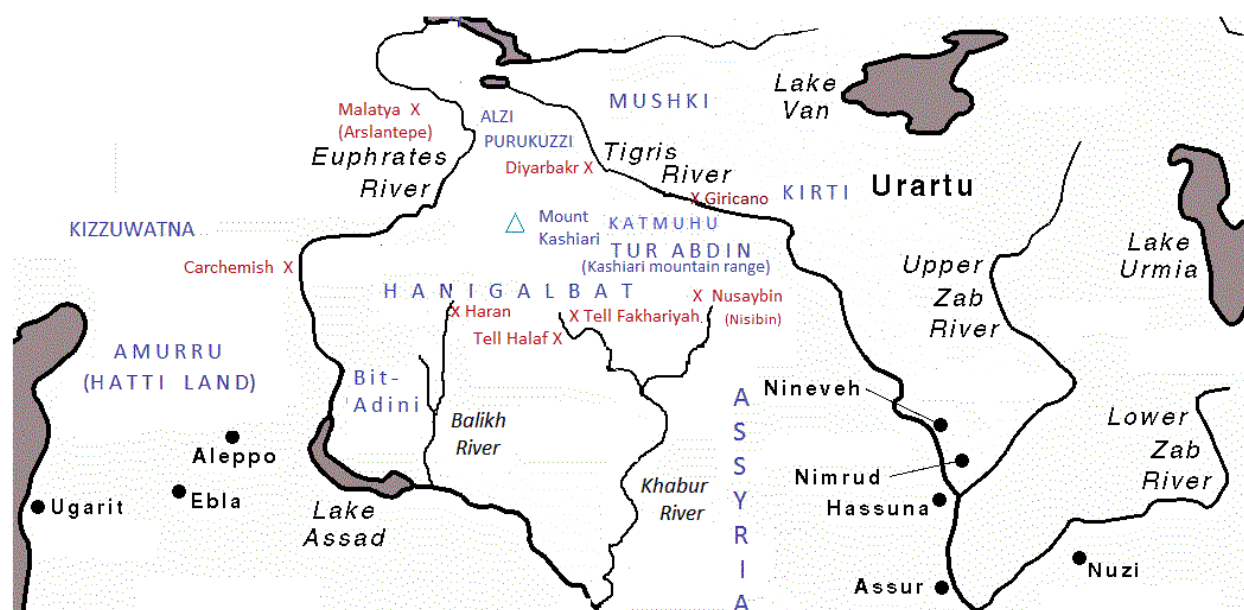 Lake
Van
MUSHKI
Malatya X
(Arslantepe)
ALZI
PURUKUZZI
Euphrates
River
Tigris
River
Diyarbakr X
X Giricano
KIRTI
Urartu
KIZZUWATNA
Mount
Kashiari
KATMUHU
TUR ABDIN
(Kashiari mountain range)
Lake
Urmia
Carchemish X
Upper
Zab
River
HANIGALBAT
X Haran
X Tell Fakhariyah
X Nusaybin
(Nisibin)
Tell Halaf X
AMURRU
(HATTI LAND)
Bit-
'Adini
Balikh
River
ASSYRIA
Nineveh
Lower
Zab
River
Aleppo
Ebla
Ugarit
Lake
Assad
Khabur
River
Nimrud
Hassuna
Nuzi
Assur